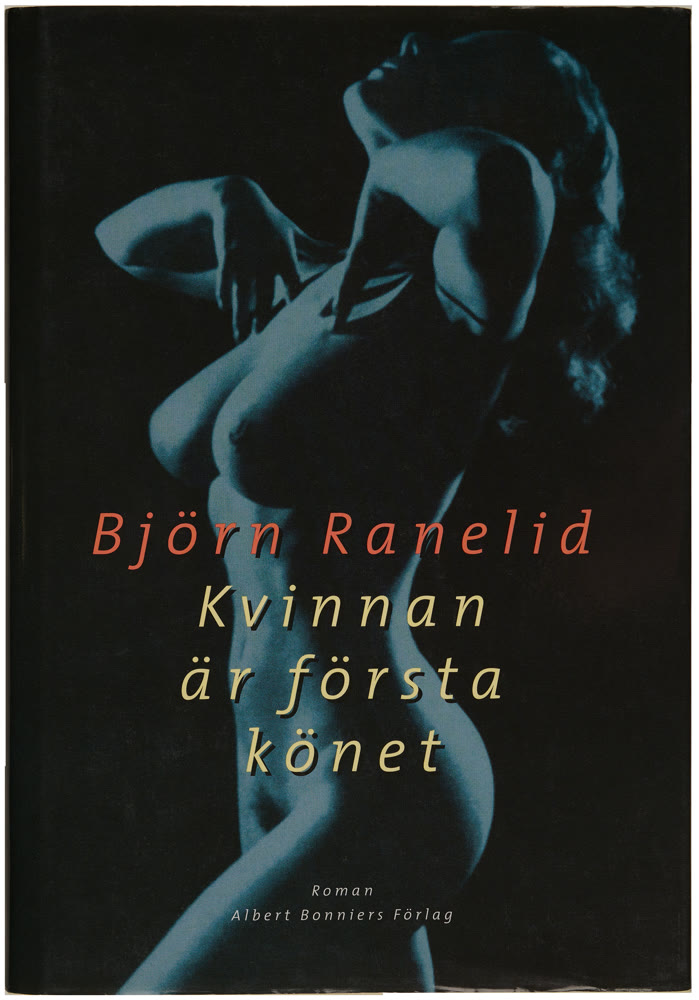 Björn Ranelid
Kvinnan
är första
könet
Roman
Albert Bonniers Förlag